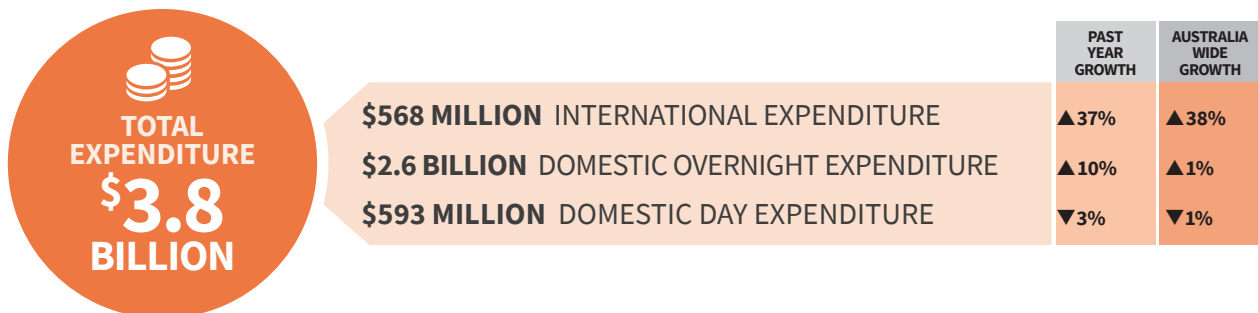 TOTAL
EXPENDITURE
$3.8
BILLION
PAST
YEAR
GROWTH
AUSTRALIA
WIDE
GROWTH
$568 MILLION INTERNATIONAL EXPENDITURE ▲37% ▲38%
$2.6 BILLION DOMESTIC OVERNIGHT EXPENDITURE ▲10% ▲1%
$593 MILLION DOMESTIC DAY EXPENDITURE ▼3% ▼1%